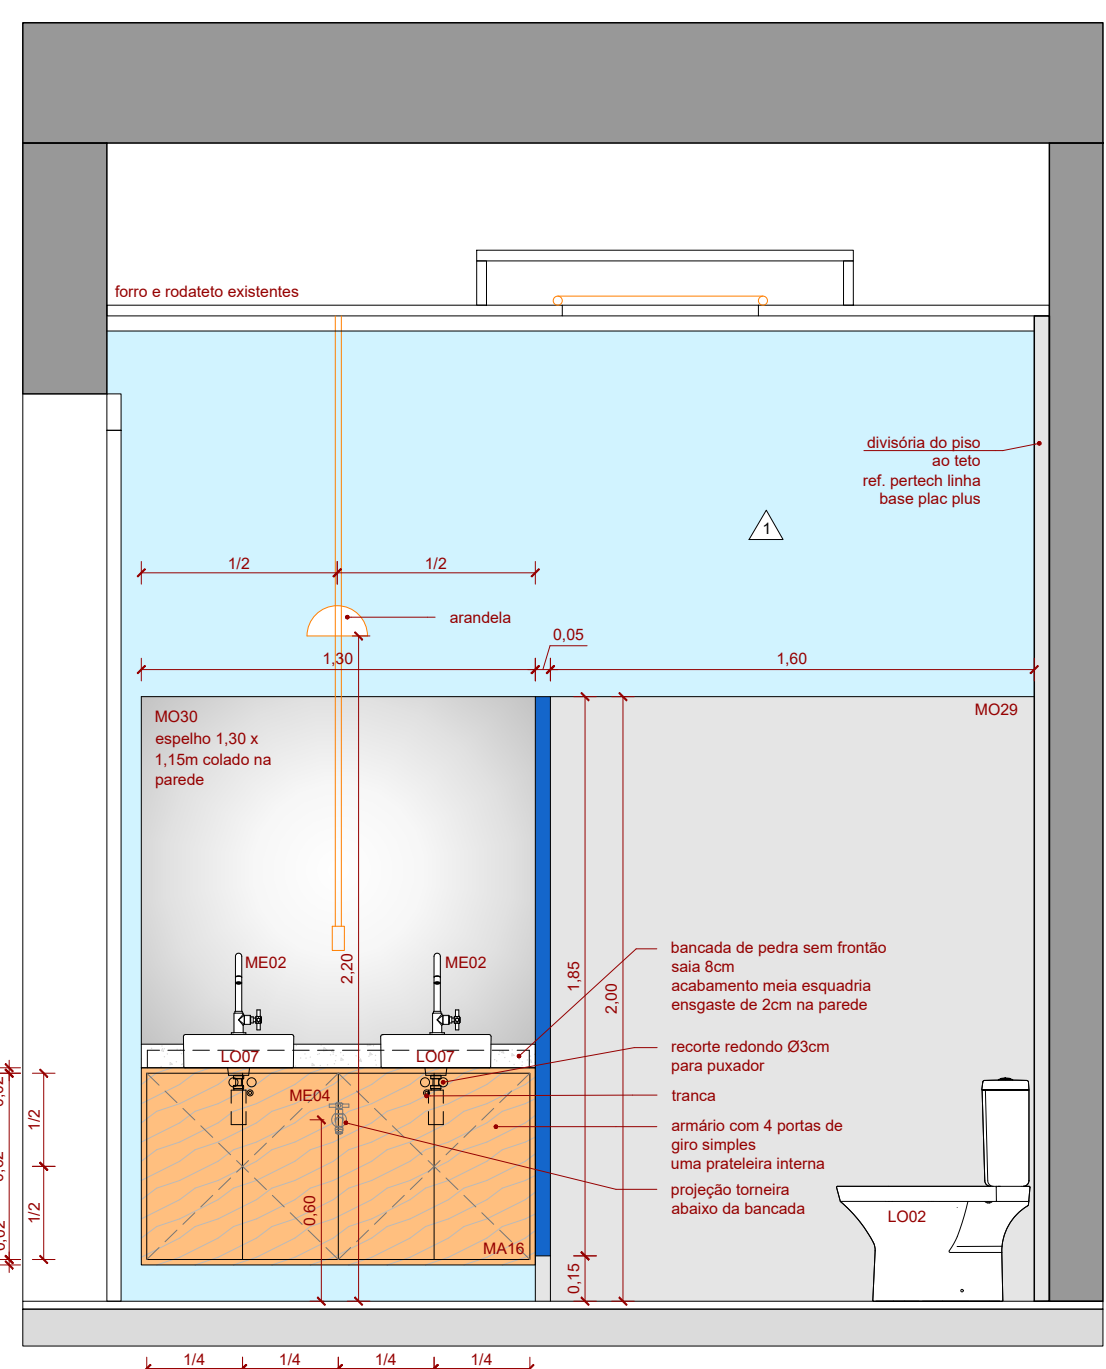 forro e rodateto existentes
divisória do piso
ao teto
ref. pertech linha
base plac plus
1
1/2
1/2
arandela
0,05
1,30
1,60
MO30
espelho 1,30 x
1,15m colado na
parede
MO29
ME02
ME02
2,20
1,85
2,00
bancada de pedra sem frontão
saia 8cm
acabamento meia esquadria
ensgaste de 2cm na parede
LO07
LO07
recorte redondo Ø3cm
para puxador
ME04
tranca
armário com 4 portas de
giro simples
uma prateleira interna
projeção torneira
abaixo da bancada
1/2
1/2
0,60
MA16
LO02
0,15
1/4
1/4
1/4
1/4